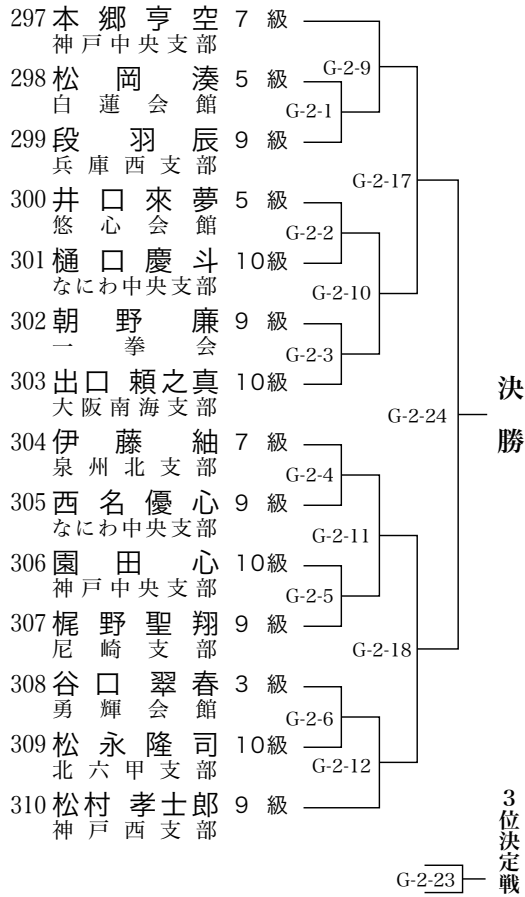 297 本郷亨空 7 級
神戸中央支部
G-2-9
298 松岡湊 5 級
白蓮会館
G-2-1
299 段羽辰 9 級
兵庫西支部
G-2-17
300 井口來夢 5 級
悠心会館
G-2-2
301 樋口慶斗 10級
なにわ中央支部
G-2-10
302 朝野廉 9 級
一拳会
G-2-3
303 出口頼之真 10級
大阪南海支部
G-2-24
決勝
304 伊藤紬 7 級
泉州北支部
G-2-4
305 西名優心 9 級
なにわ中央支部
G-2-11
306 園田心 10級
神戸中央支部
G-2-5
307 梶野聖翔 9 級
尼崎支部
G-2-18
308 谷口翠春 3 級
勇輝会館
G-2-6
309 松永隆司 10級
北六甲支部
G-2-12
310 松村孝士郎 9 級
神戸西支部
3位決定戦
G-2-23